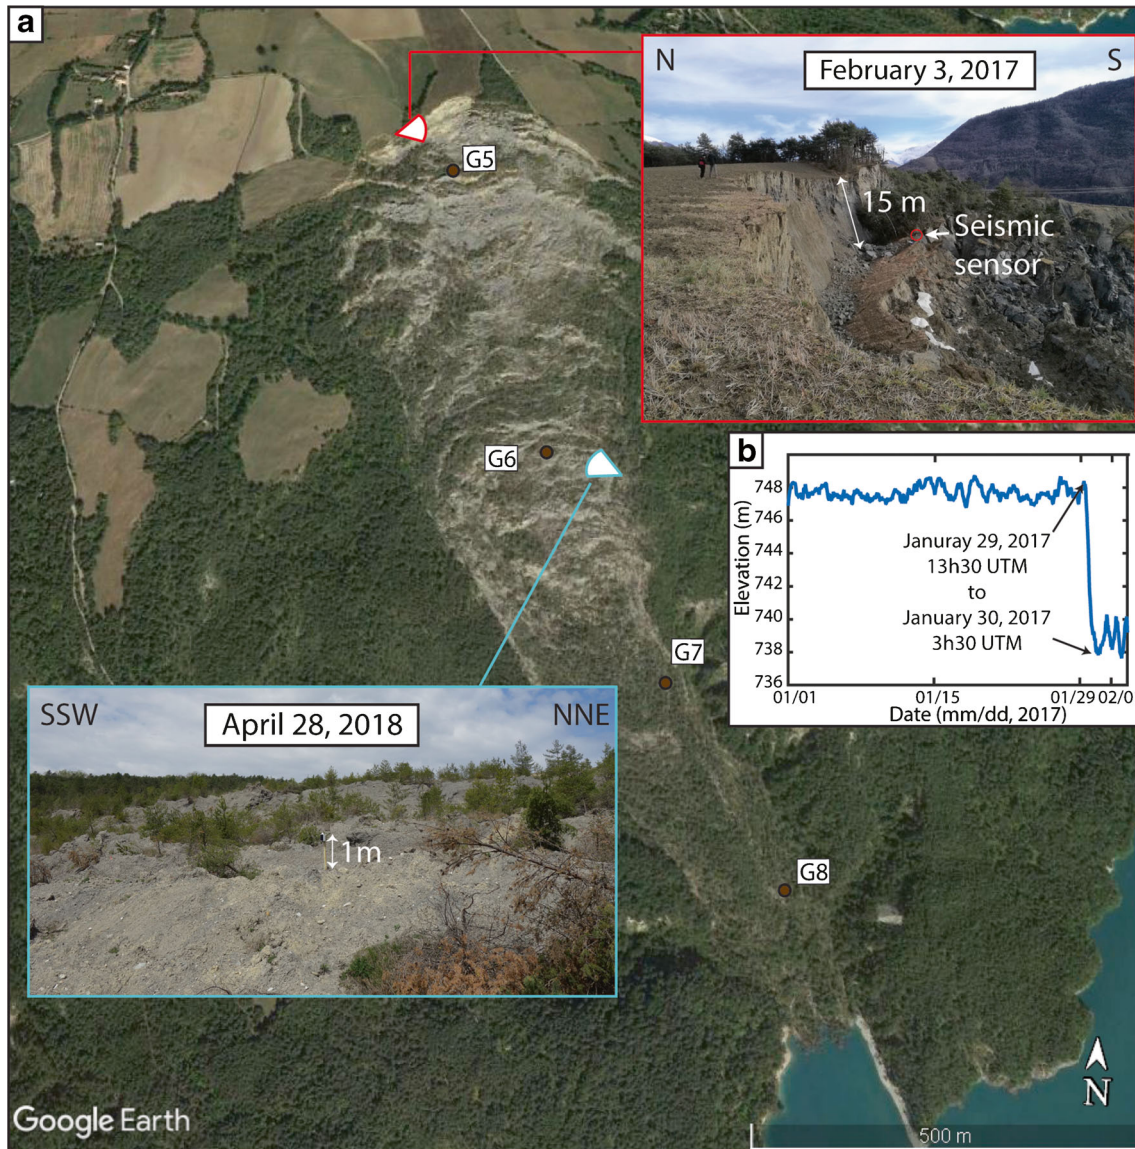 a
N
February 3, 2017
S
15 m
Seismic
sensor
G5
G6
b
Elevation (m)
748
746
744
742
740
738
736
Januray 29, 2017
13h30 UTM
to
January 30, 2017
3h30 UTM
01/01
01/15
01/29
02/0
Date (mm/dd, 2017)
G7
SSW
April 28, 2018
NNE
1m
G8
N
Google Earth
500 m